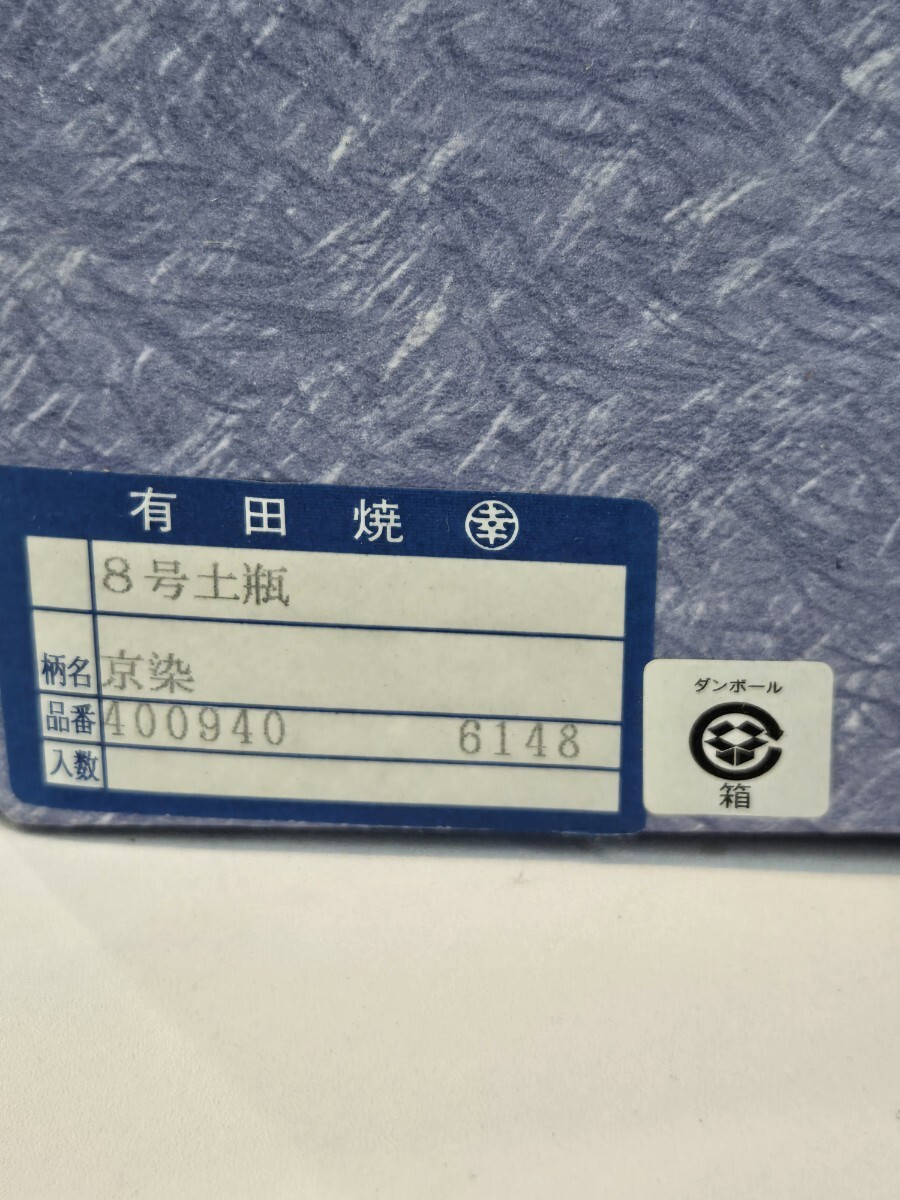 有田焼 幸
8号土瓶
柄名 京染
品番 400940 6148
入数
ダンボール
箱